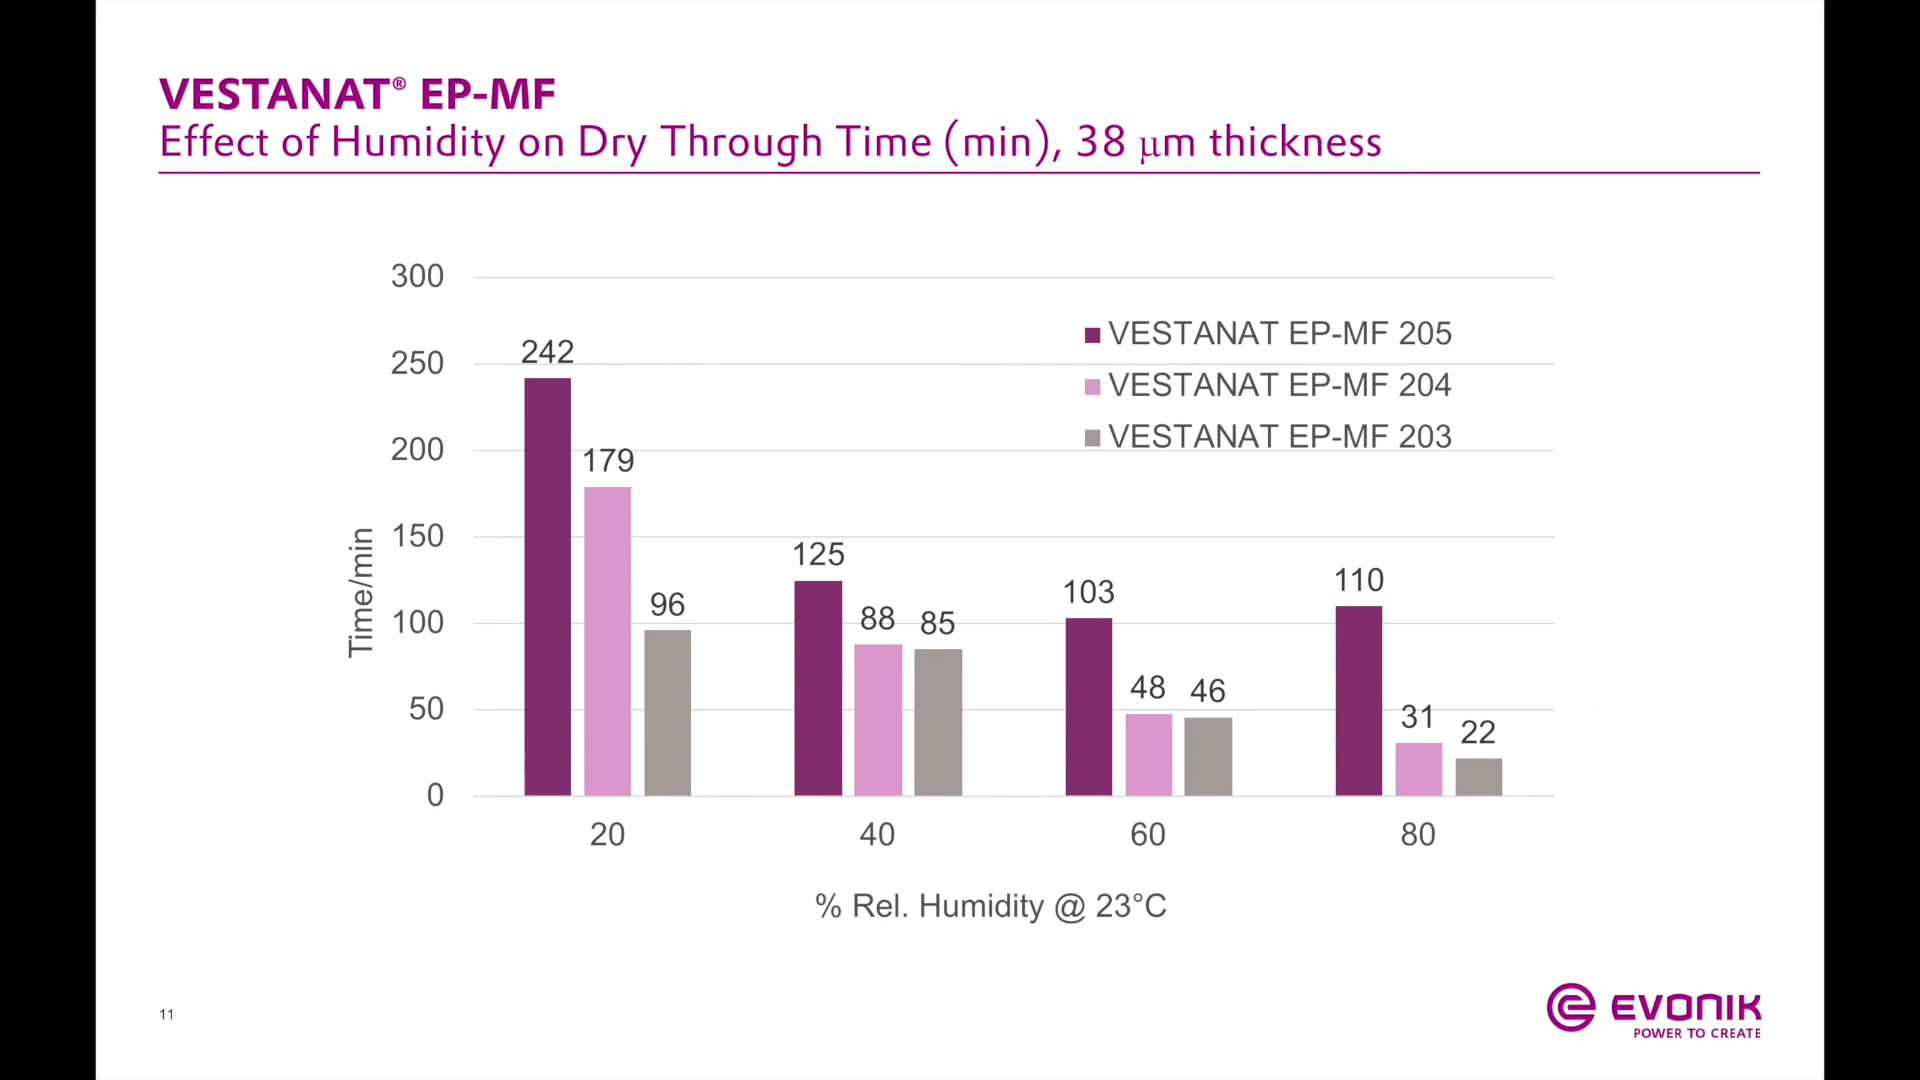 VESTANAT® EP-MF
Effect of Humidity on Dry Through Time (min), 38 µm thickness
300
250
200
150
100
50
0
Time/min
242
179
96
125
88
85
103
48
46
110
31
22
VESTANAT EP-MF 205
VESTANAT EP-MF 204
VESTANAT EP-MF 203
20
40
60
80
% Rel. Humidity @ 23°C
11
EVONIK
POWER TO CREATE